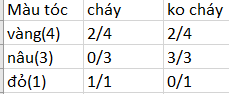 Màu tóc cháy ko cháy
vàng(4) 2/4 2/4
nâu(3) 0/3 3/3
đỏ(1) 1/1 0/1